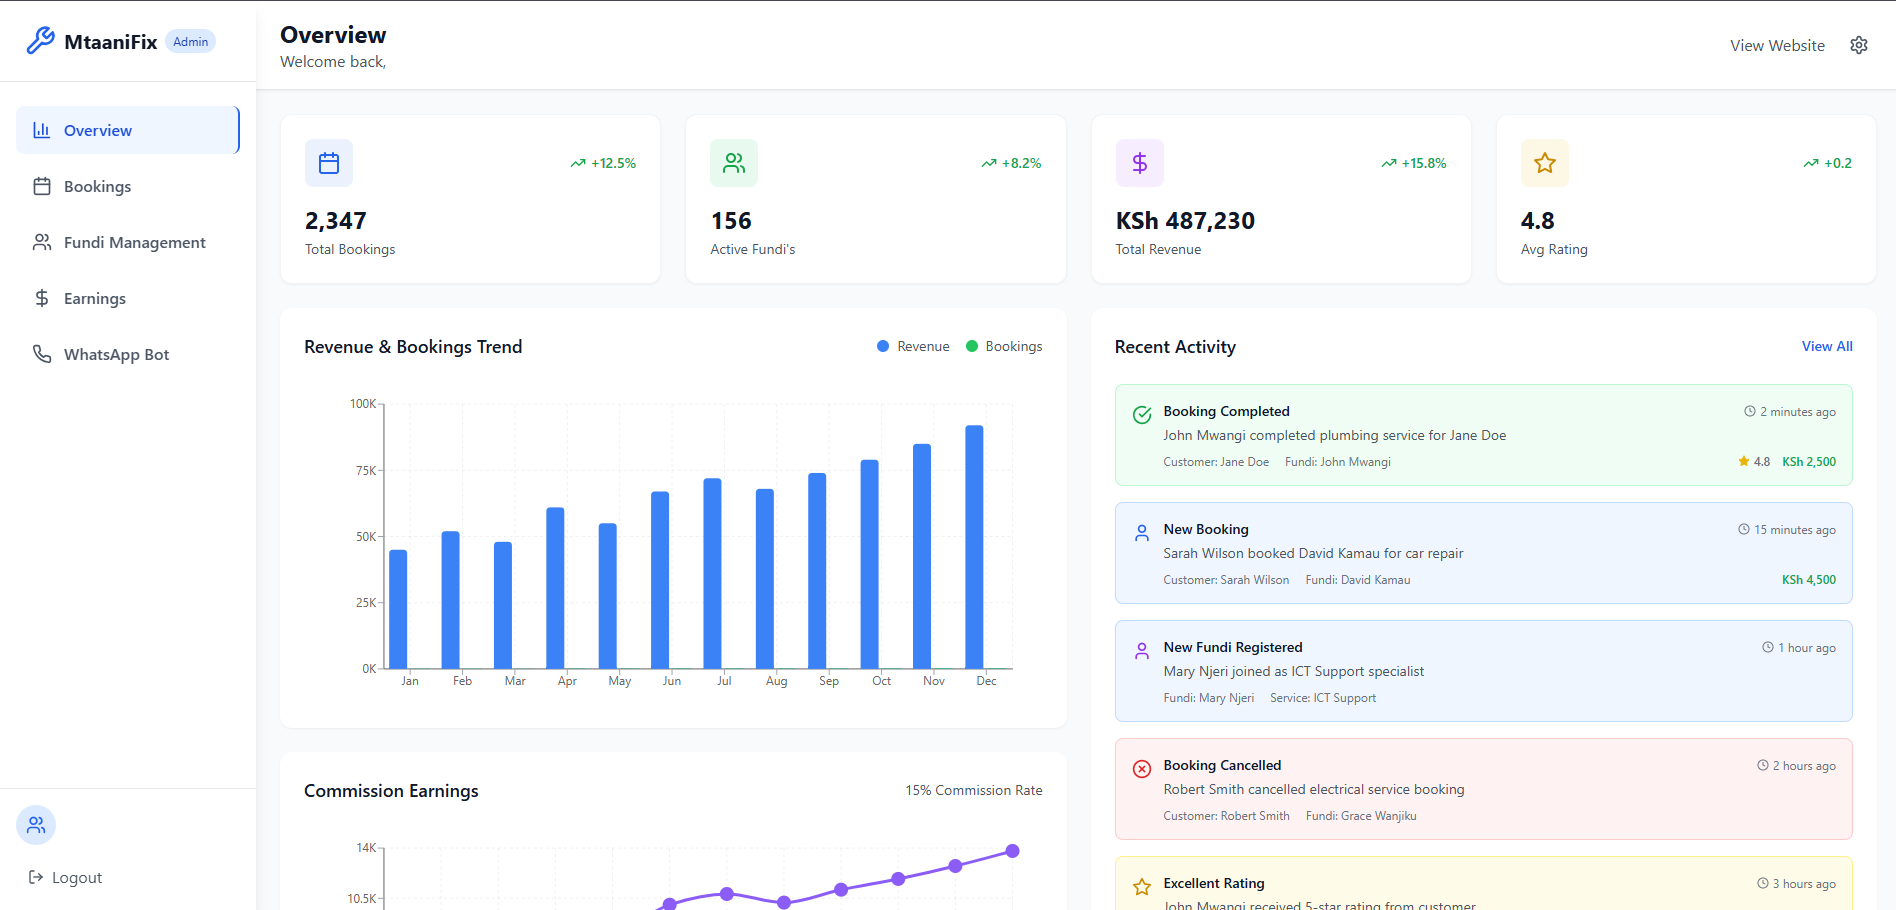 MtaaniFix Admin
Overview
Bookings
Fundi Management
Earnings
WhatsApp Bot
Logout
Overview
Welcome back,
View Website
+12.5%
2,347
Total Bookings
+8.2%
156
Active Fundi's
+15.8%
KSh 487,230
Total Revenue
+0.2
4.8
Avg Rating
Revenue & Bookings Trend
Revenue Bookings
100K
75K
50K
25K
0K
Jan Feb Mar Apr May Jun Jul Aug Sep Oct Nov Dec
Commission Earnings
15% Commission Rate
14K
10.5K
Recent Activity
View All
Booking Completed
2 minutes ago
John Mwangi completed plumbing service for Jane Doe
Customer: Jane Doe Fundi: John Mwangi
4.8 KSh 2,500
New Booking
15 minutes ago
Sarah Wilson booked David Kamau for car repair
Customer: Sarah Wilson Fundi: David Kamau
KSh 4,500
New Fundi Registered
1 hour ago
Mary Njeri joined as ICT Support specialist
Fundi: Mary Njeri Service: ICT Support
Booking Cancelled
2 hours ago
Robert Smith cancelled electrical service booking
Customer: Robert Smith Fundi: Grace Wanjiku
Excellent Rating
3 hours ago
John Mwangi received 5-star rating from customer